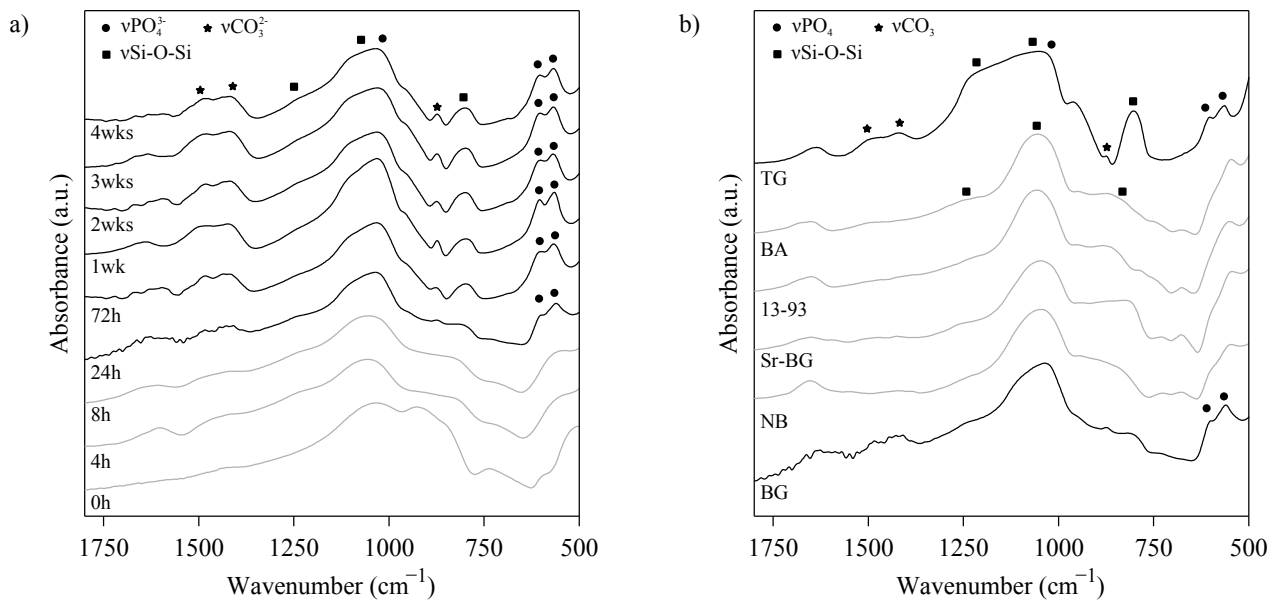 a)
● νPO₄³⁻ ★ νCO₃²⁻
■ νSi-O-Si
4wks
3wks
2wks
1wk
72h
24h
8h
4h
0h
Absorbance (a.u.)
1750 1500 1250 1000 750 500
Wavenumber (cm⁻¹)
b)
● νPO₄ ★ νCO₃
■ νSi-O-Si
TG
BA
13-93
Sr-BG
NB
BG
Absorbance (a.u.)
1750 1500 1250 1000 750 500
Wavenumber (cm⁻¹)